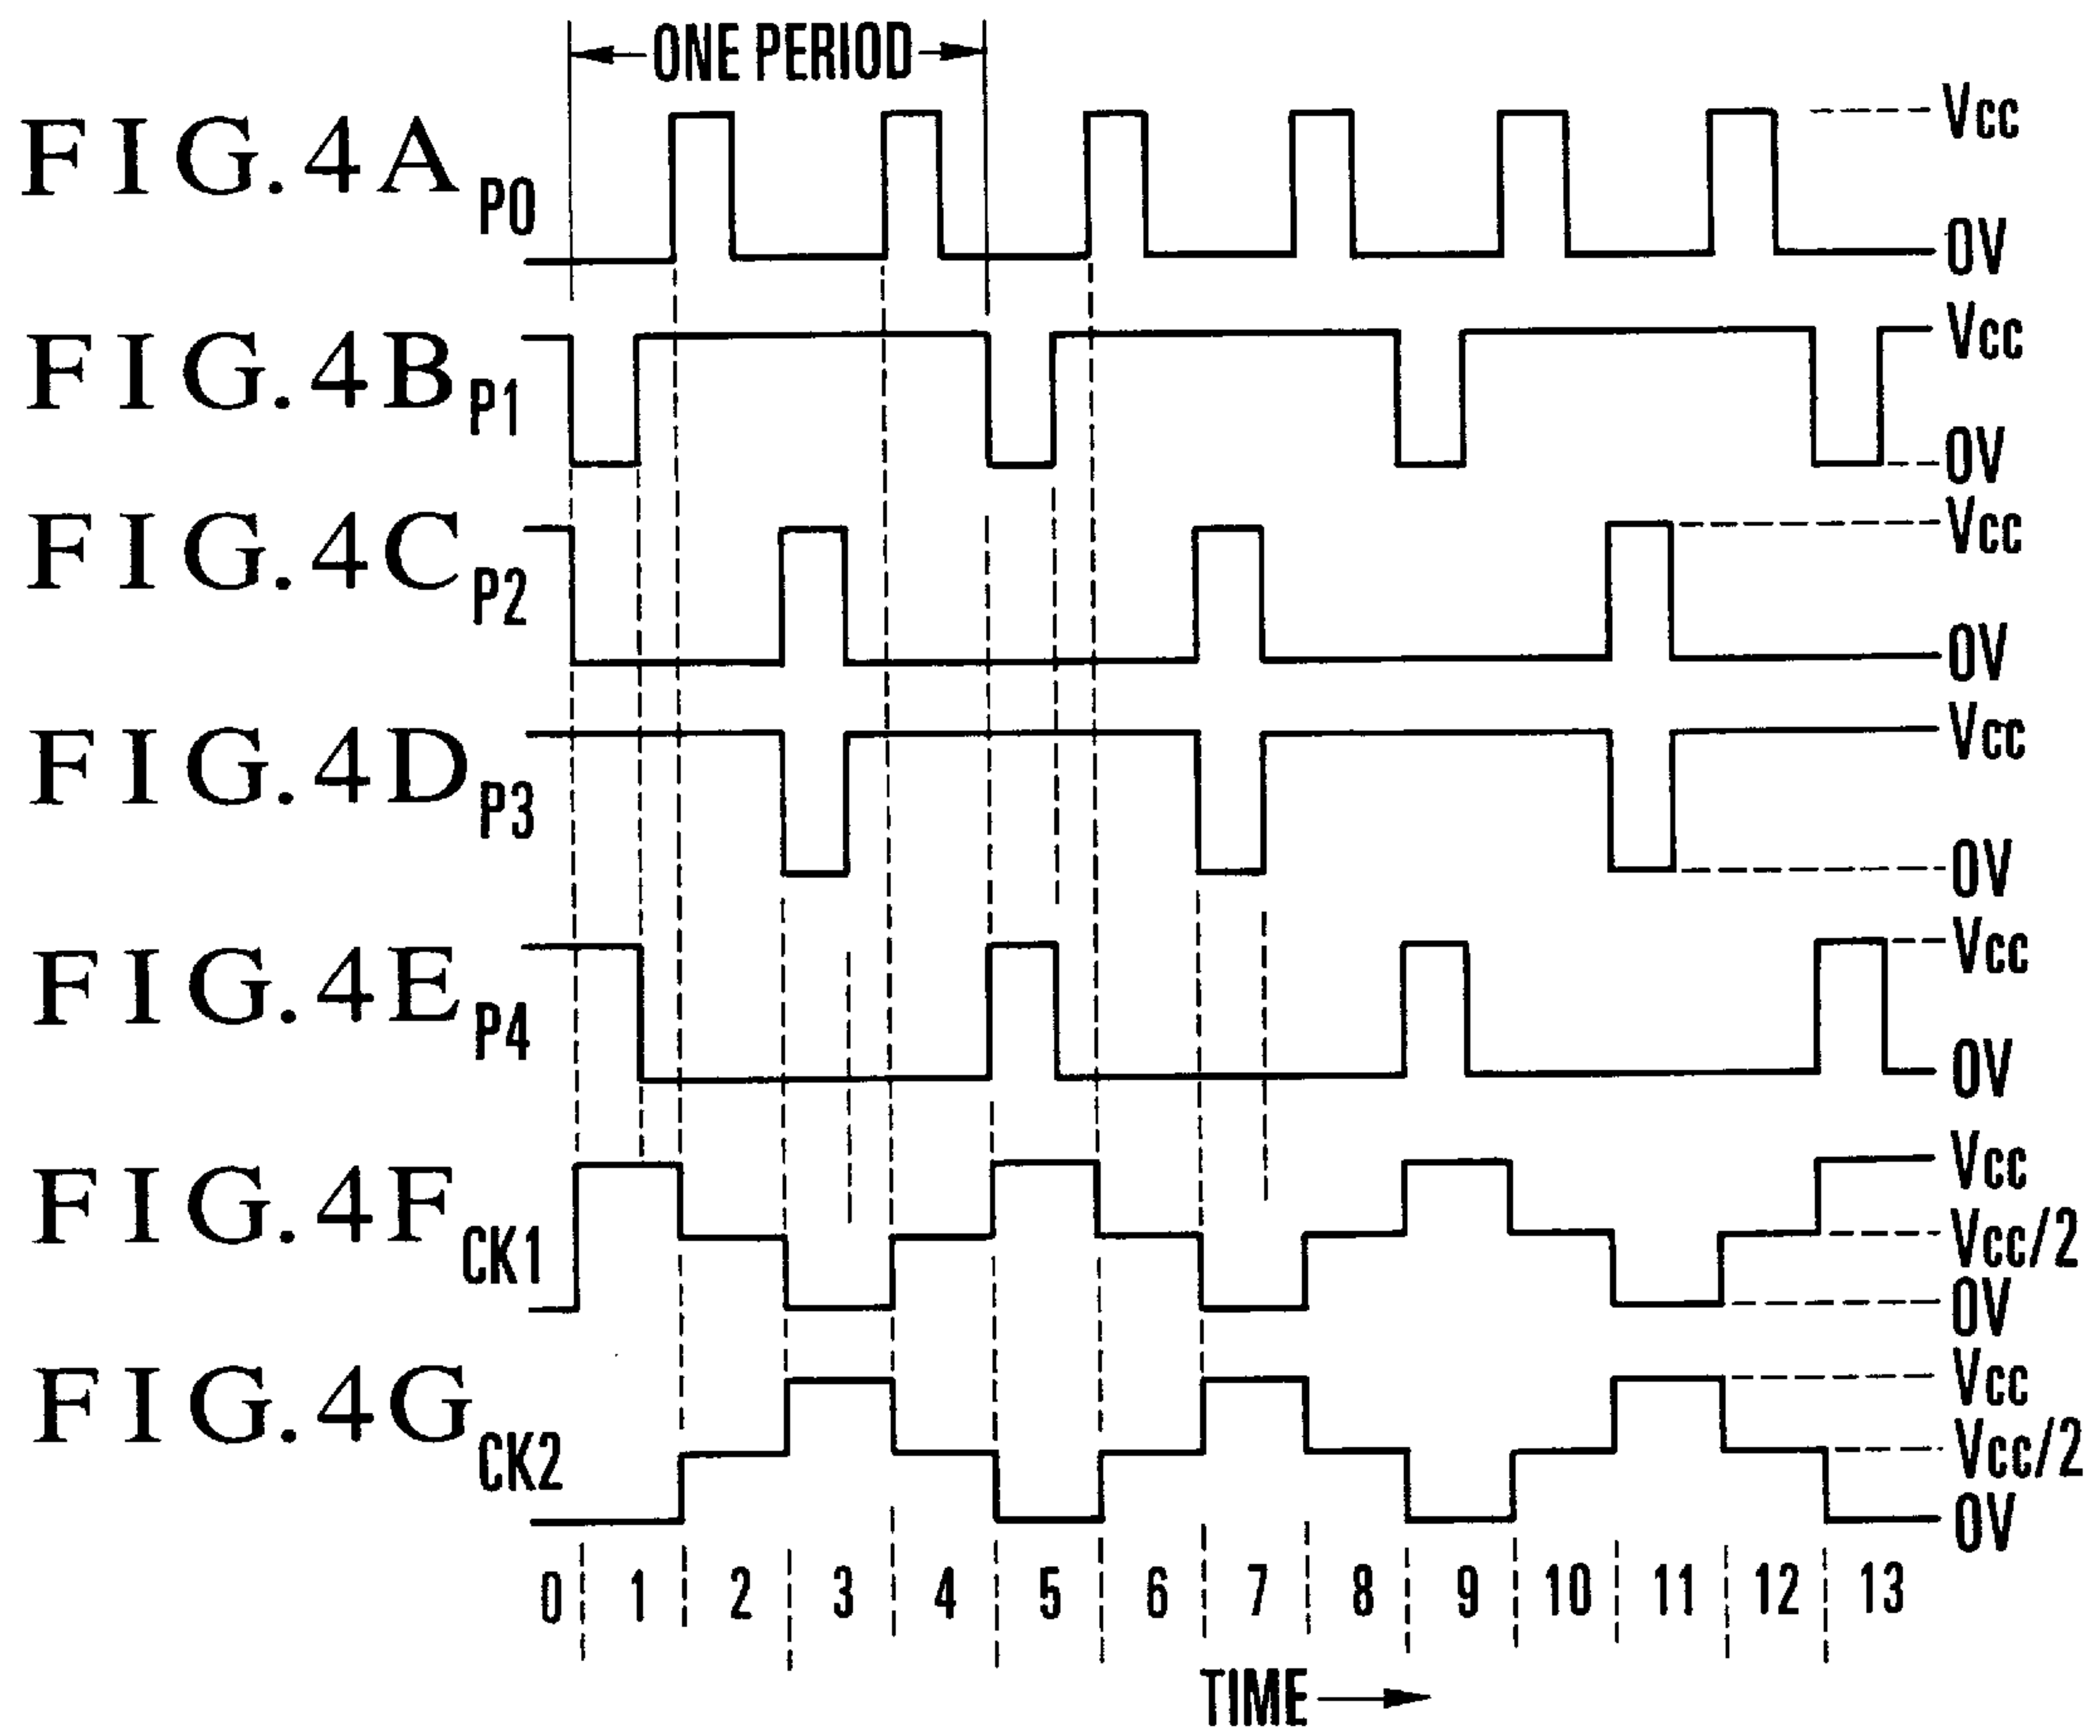 ONE PERIOD
FIG.4A P0 Vcc
0V
FIG.4B P1 Vcc
0V
FIG.4C P2 Vcc
0V
FIG.4D P3 Vcc
0V
FIG.4E P4 Vcc
0V
FIG.4F CK1 Vcc
Vcc/2
0V
FIG.4G CK2 Vcc
Vcc/2
0V
0 1 2 3 4 5 6 7 8 9 10 11 12 13
TIME